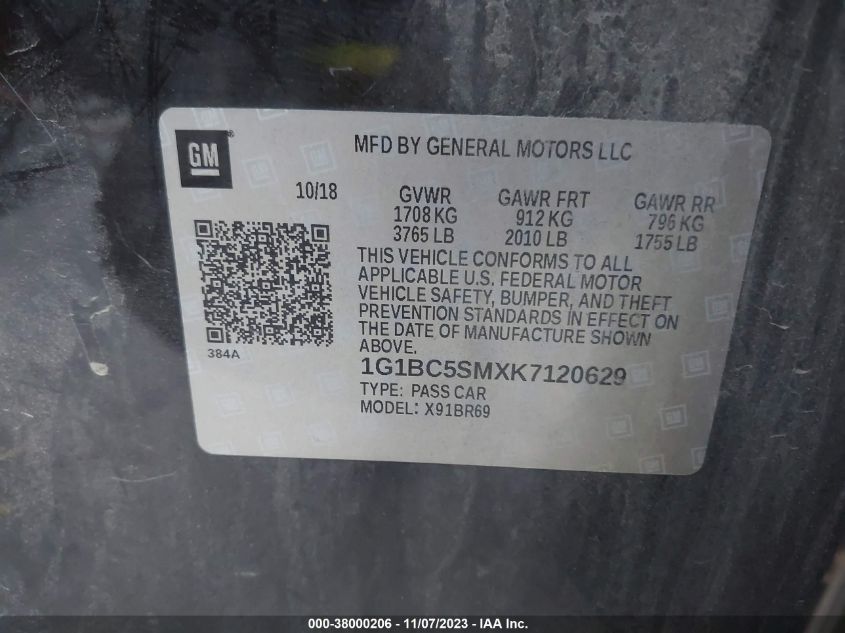 GM ®
MFD BY GENERAL MOTORS LLC
10/18
GVWR GAWR FRT GAWR RR
1708 KG 912 KG 796 KG
3765 LB 2010 LB 1755 LB
THIS VEHICLE CONFORMS TO ALL
APPLICABLE U.S. FEDERAL MOTOR
VEHICLE SAFETY, BUMPER, AND THEFT
PREVENTION STANDARDS IN EFFECT ON
THE DATE OF MANUFACTURE SHOWN
ABOVE.
384A
1G1BC5SMXK7120629
TYPE: PASS CAR
MODEL: X91BR69
000-38000206 - 11/07/2023 - IAA Inc.